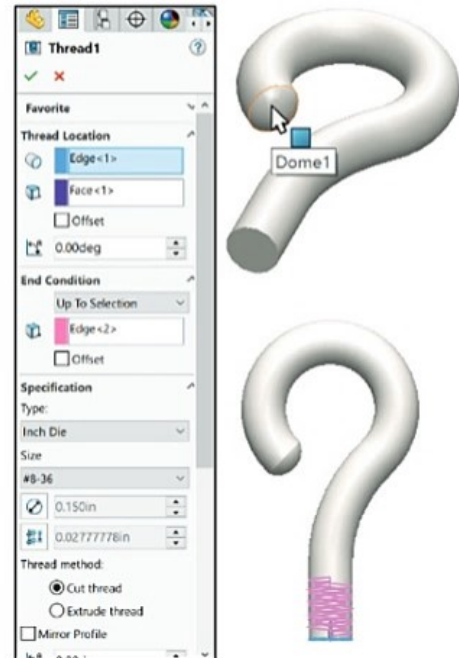 Thread1
Favorite
Thread Location
Edge<1>
Face<1>
Offset
0.00deg
End Condition
Up To Selection
Edge<2>
Offset
Specification
Type:
Inch Die
Size
#8-36
0.150in
0.02777778in
Thread method:
Cut thread
Extrude thread
Mirror Profile
Dome1